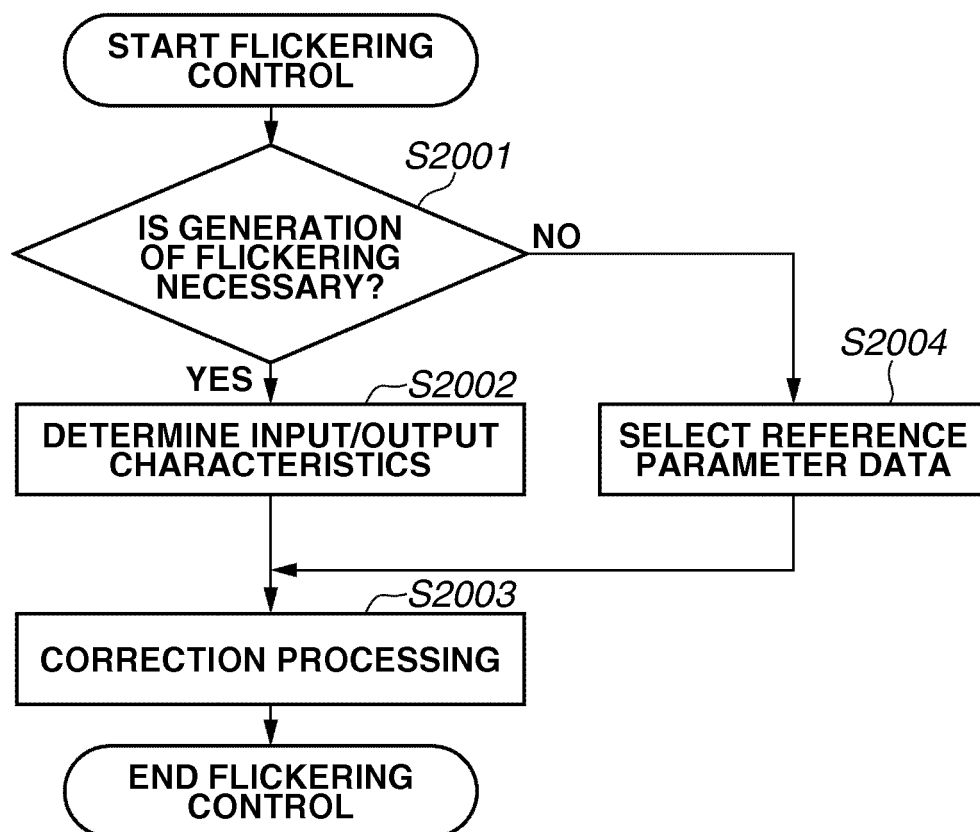 START FLICKERING
CONTROL
S2001
IS GENERATION
OF FLICKERING
NECESSARY?
NO
YES
S2002
DETERMINE INPUT/OUTPUT
CHARACTERISTICS
S2004
SELECT REFERENCE
PARAMETER DATA
S2003
CORRECTION PROCESSING
END FLICKERING
CONTROL